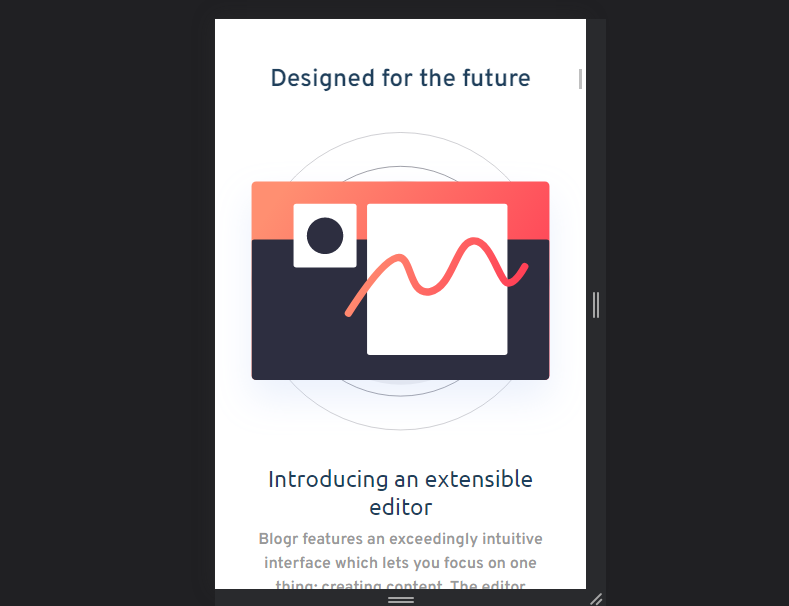 Designed for the future
Introducing an extensible
editor
Blogr features an exceedingly intuitive
interface which lets you focus on one
thing: creating content. The editor